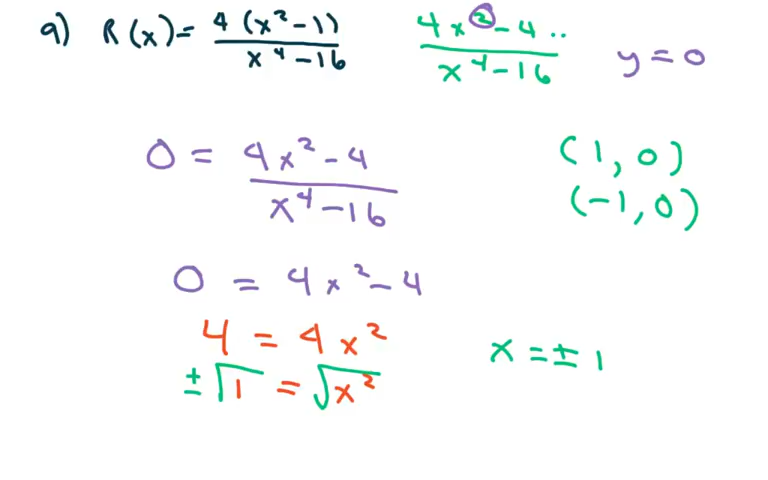 9) R(x) = 4(x² - 1) / x⁴ - 16
4x² - 4 .. / x⁴ - 16
y = 0
0 = 4x² - 4 / x⁴ - 16
(1, 0)
(-1, 0)
0 = 4x² - 4
4 = 4x²
± √1 = √x²
x = ± 1